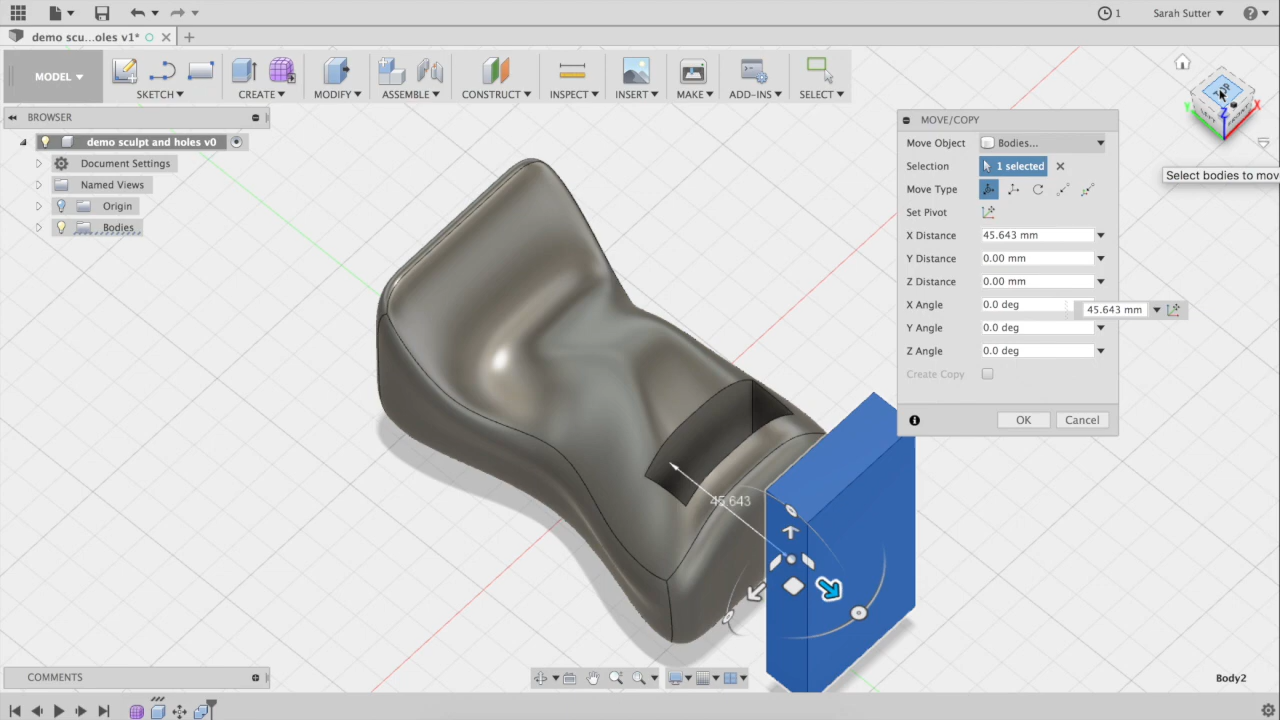 1
Sarah Sutter
demo scu...oles v1*
MODEL
SKETCH
CREATE
MODIFY
ASSEMBLE
CONSTRUCT
INSPECT
INSERT
MAKE
ADD-INS
SELECT
BROWSER
demo sculpt and holes v0
Document Settings
Named Views
Origin
Bodies
MOVE/COPY
Move Object Bodies...
Selection 1 selected
Move Type
Set Pivot
X Distance 45.643 mm
Y Distance 0.00 mm
Z Distance 0.00 mm
X Angle 0.0 deg
45.643 mm
Y Angle 0.0 deg
Z Angle 0.0 deg
Create Copy
OK Cancel
Z
X
Y
Select bodies to mov
45.643
Body2
COMMENTS